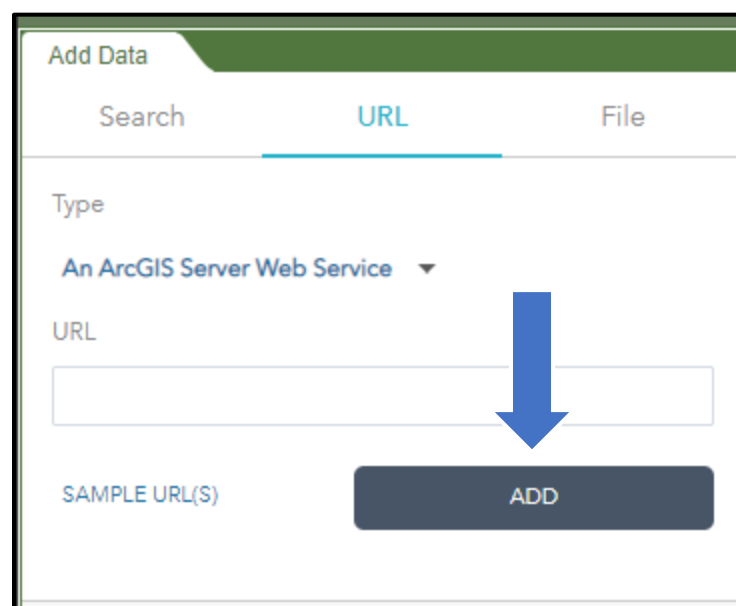 Add Data
Search URL File
Type
An ArcGIS Server Web Service
URL
SAMPLE URL(S) ADD